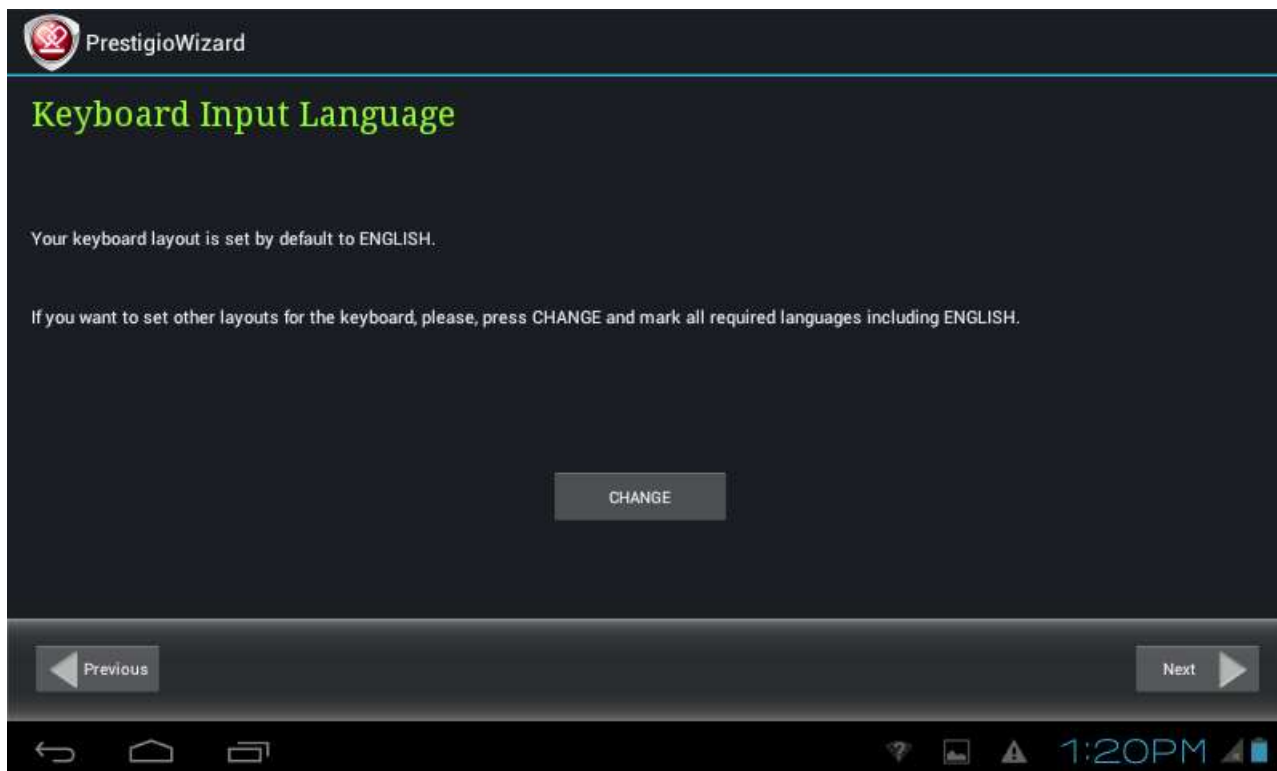 PrestigioWizard
Keyboard Input Language
Your keyboard layout is set by default to ENGLISH.
If you want to set other layouts for the keyboard, please, press CHANGE and mark all required languages including ENGLISH.
CHANGE
Previous
Next
1:20PM